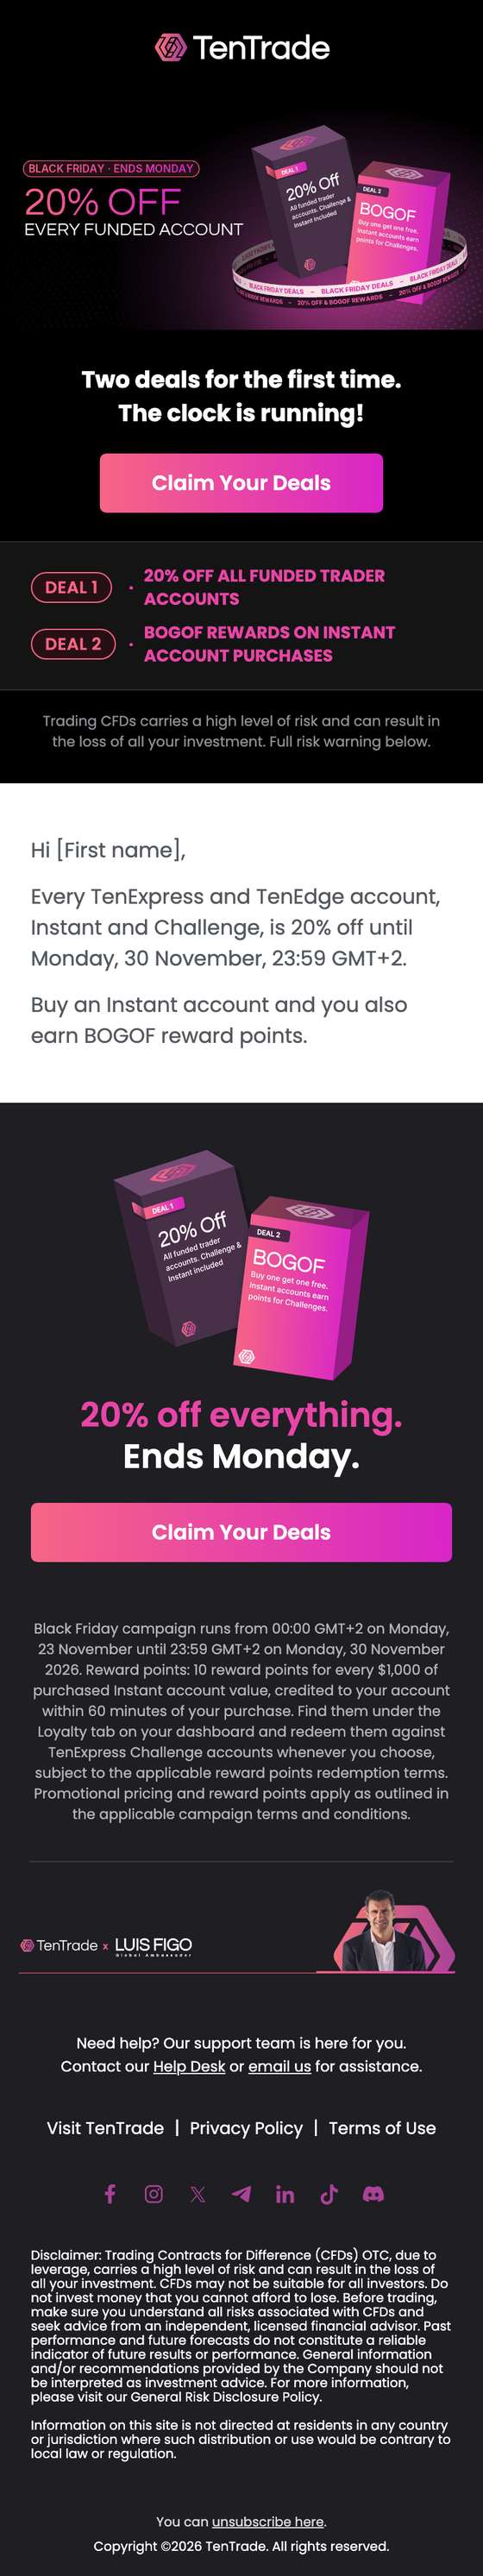 TenTrade
BLACK FRIDAY · ENDS MONDAY
20% OFF
EVERY FUNDED ACCOUNT
DEAL 1
20% Off
All funded trader
accounts. Challenge &
Instant included
DEAL 2
BOGOF
Buy one get one free.
Instant accounts earn
points for Challenges.
BLACK FRIDAY DEALS – BLACK FRIDAY DEALS – BLACK FRIDAY
20% OFF & BOGOF REWARDS – 20% OFF & BOGOF
Two deals for the first time.
The clock is running!
Claim Your Deals
DEAL 1 · 20% OFF ALL FUNDED TRADER
ACCOUNTS
DEAL 2 · BOGOF REWARDS ON INSTANT
ACCOUNT PURCHASES
Trading CFDs carries a high level of risk and can result in
the loss of all your investment. Full risk warning below.
Hi [First name],
Every TenExpress and TenEdge account,
Instant and Challenge, is 20% off until
Monday, 30 November, 23:59 GMT+2.
Buy an Instant account and you also
earn BOGOF reward points.
DEAL 1
20% Off
All funded trader
accounts. Challenge &
Instant included
DEAL 2
BOGOF
Buy one get one free.
Instant accounts earn
points for Challenges.
20% off everything.
Ends Monday.
Claim Your Deals
Black Friday campaign runs from 00:00 GMT+2 on Monday,
23 November until 23:59 GMT+2 on Monday, 30 November
2026. Reward points: 10 reward points for every $1,000 of
purchased Instant account value, credited to your account
within 60 minutes of your purchase. Find them under the
Loyalty tab on your dashboard and redeem them against
TenExpress Challenge accounts whenever you choose,
subject to the applicable reward points redemption terms.
Promotional pricing and reward points apply as outlined in
the applicable campaign terms and conditions.
TenTrade x LUIS FIGO
Global Ambassador
Need help? Our support team is here for you.
Contact our Help Desk or email us for assistance.
Visit TenTrade | Privacy Policy | Terms of Use
Disclaimer: Trading Contracts for Difference (CFDs) OTC, due to
leverage, carries a high level of risk and can result in the loss of
all your investment. CFDs may not be suitable for all investors. Do
not invest money that you cannot afford to lose. Before trading,
make sure you understand all risks associated with CFDs and
seek advice from an independent, licensed financial advisor. Past
performance and future forecasts do not constitute a reliable
indicator of future results or performance. General information
and/or recommendations provided by the Company should not
be interpreted as investment advice. For more information,
please visit our General Risk Disclosure Policy.
Information on this site is not directed at residents in any country
or jurisdiction where such distribution or use would be contrary to
local law or regulation.
You can unsubscribe here.
Copyright ©2026 TenTrade. All rights reserved.